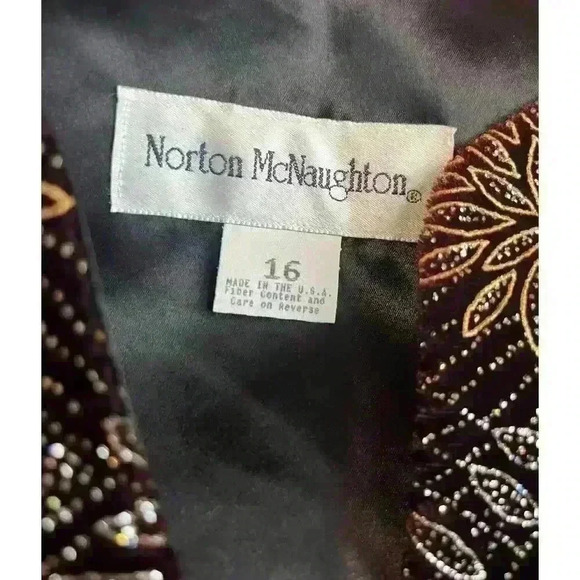 Norton McNaughton®
16
MADE IN THE U.S.A.
Fiber Content and
Care on Reverse